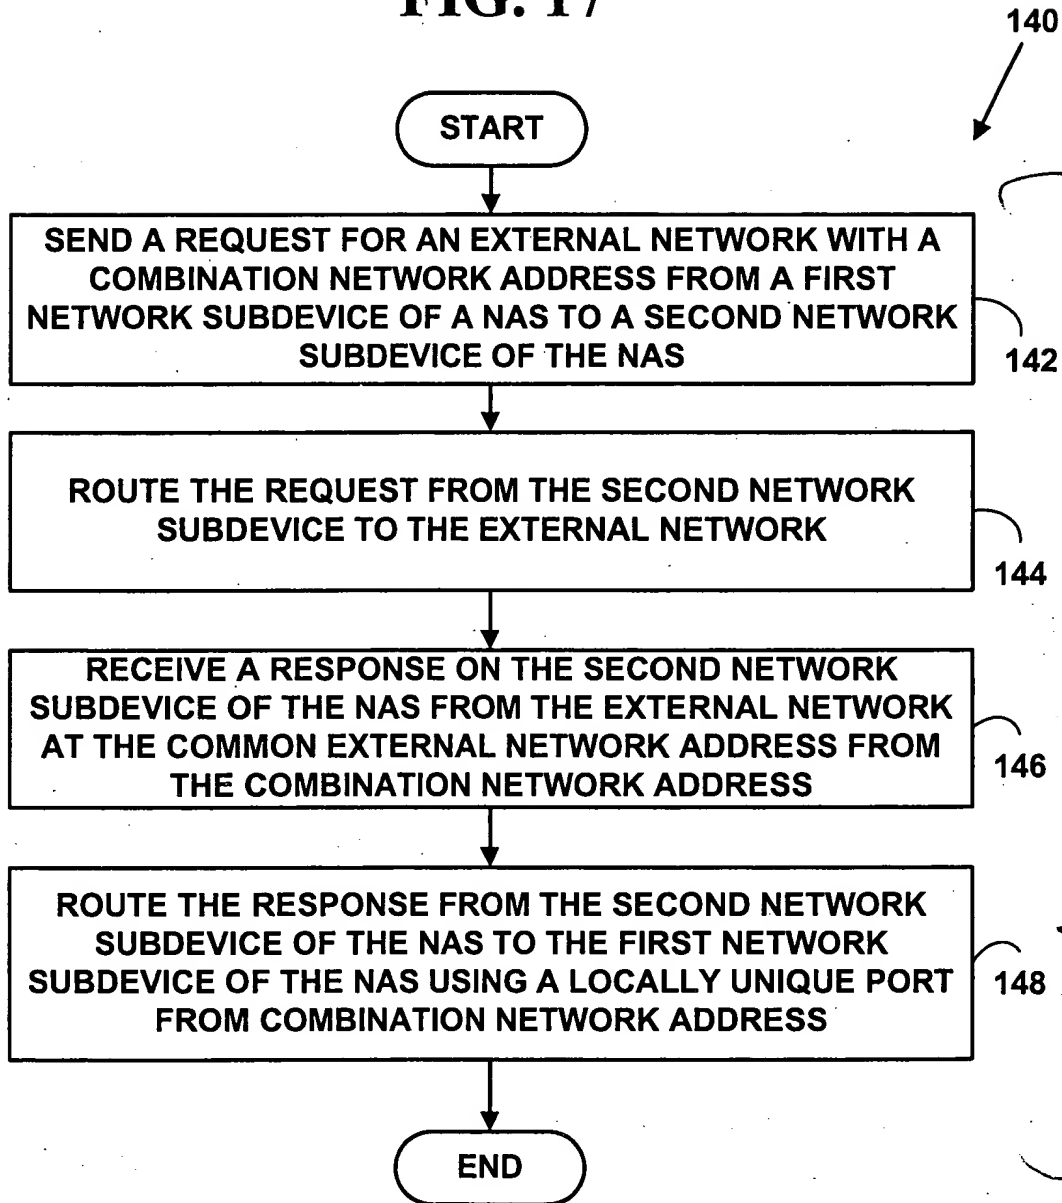 FIG. 17
140
START
SEND A REQUEST FOR AN EXTERNAL NETWORK WITH A
COMBINATION NETWORK ADDRESS FROM A FIRST
NETWORK SUBDEVICE OF A NAS TO A SECOND NETWORK
SUBDEVICE OF THE NAS
142
ROUTE THE REQUEST FROM THE SECOND NETWORK
SUBDEVICE TO THE EXTERNAL NETWORK
144
RECEIVE A RESPONSE ON THE SECOND NETWORK
SUBDEVICE OF THE NAS FROM THE EXTERNAL NETWORK
AT THE COMMON EXTERNAL NETWORK ADDRESS FROM
THE COMBINATION NETWORK ADDRESS
146
ROUTE THE RESPONSE FROM THE SECOND NETWORK
SUBDEVICE OF THE NAS TO THE FIRST NETWORK
SUBDEVICE OF THE NAS USING A LOCALLY UNIQUE PORT
FROM COMBINATION NETWORK ADDRESS
148
END